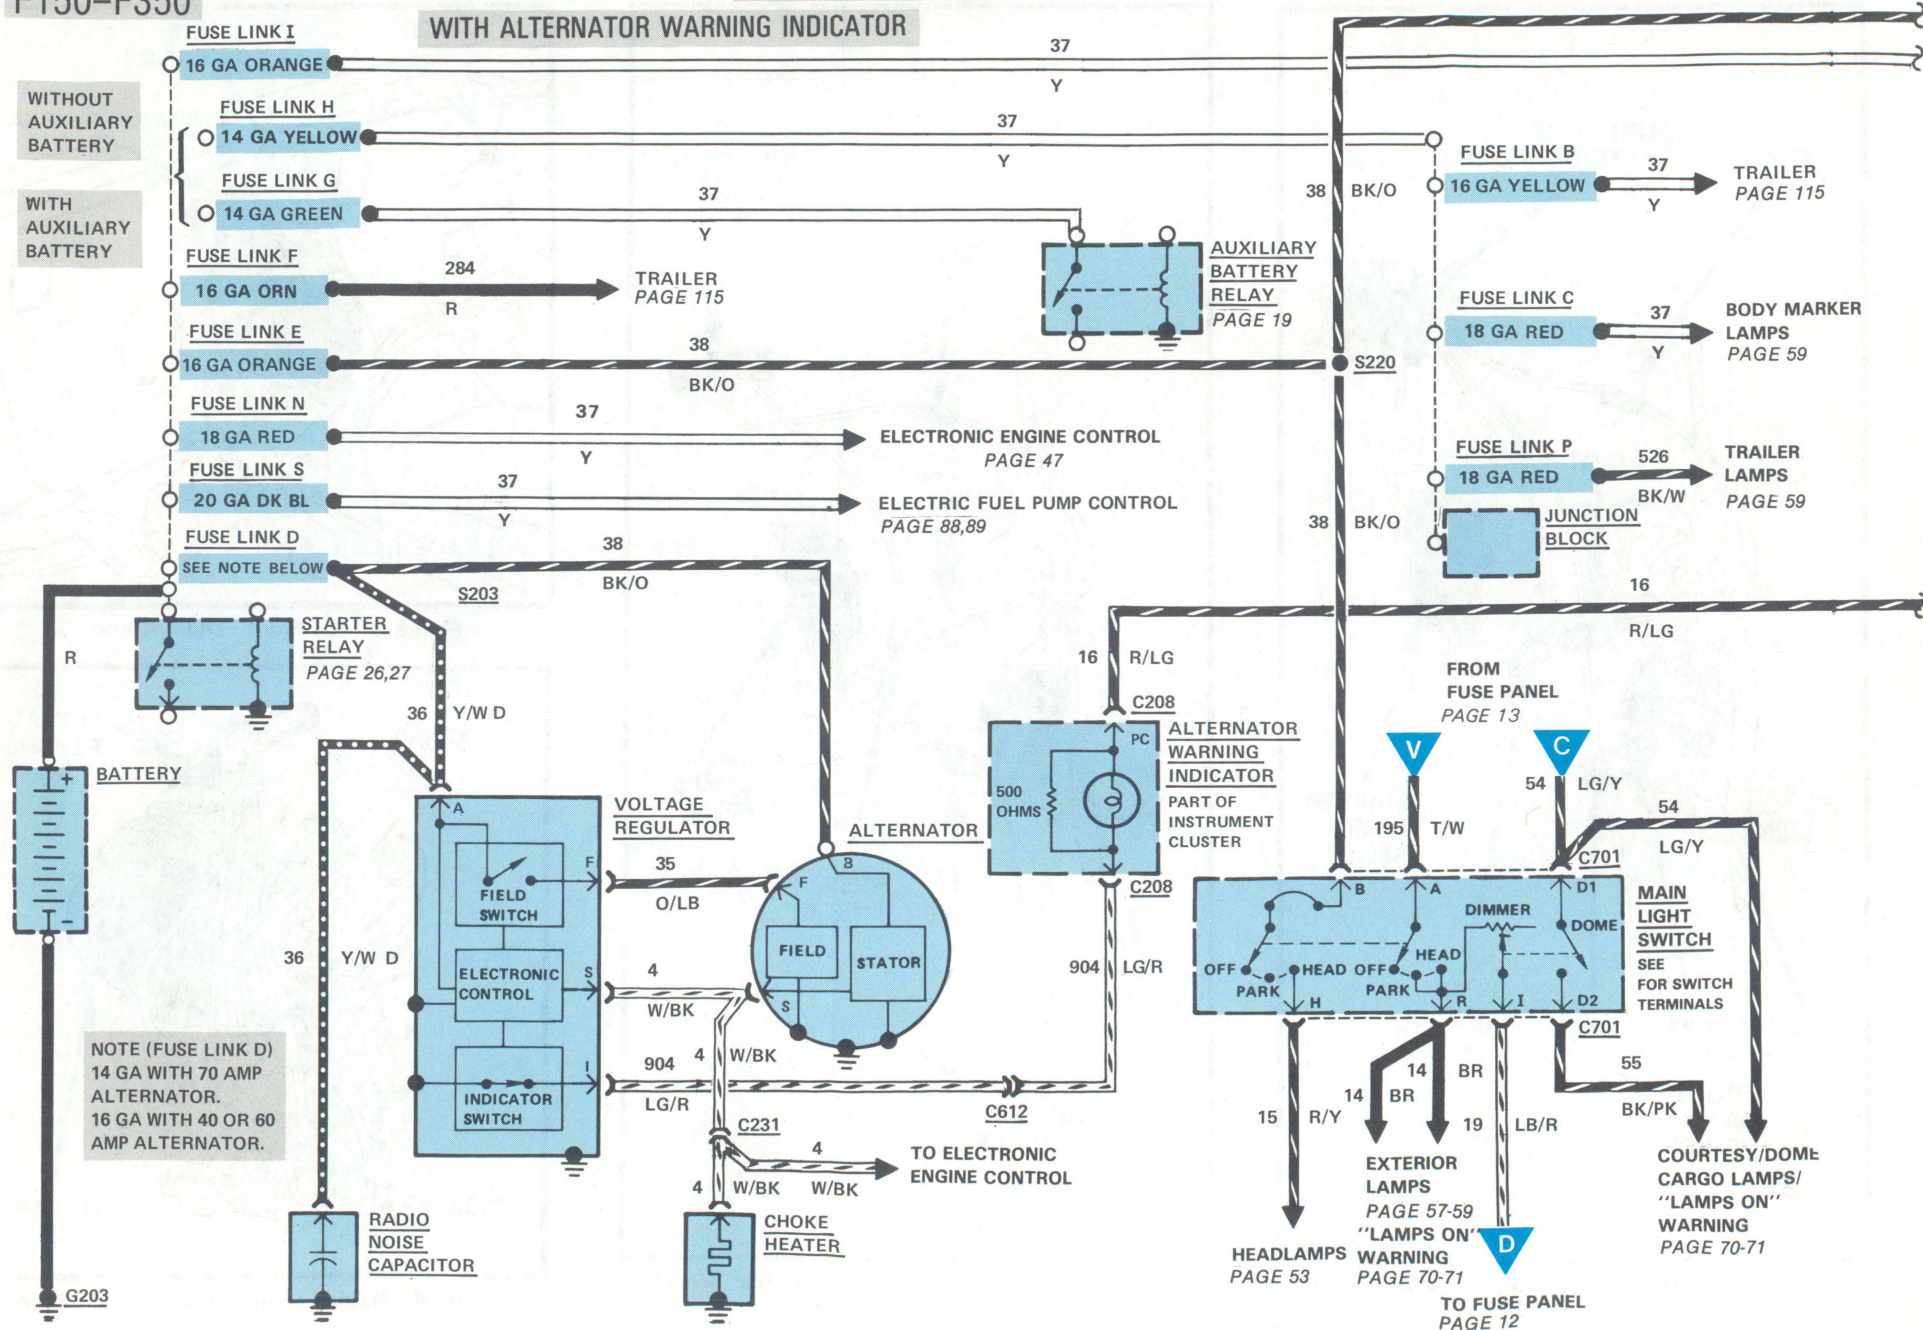 F150–F350
WITH ALTERNATOR WARNING INDICATOR
FUSE LINK I
16 GA ORANGE
37
Y
WITHOUT
AUXILIARY
BATTERY
FUSE LINK H
14 GA YELLOW
37
Y
WITH
AUXILIARY
BATTERY
FUSE LINK G
14 GA GREEN
37
Y
FUSE LINK F
16 GA ORN
284
R
TRAILER
PAGE 115
AUXILIARY
BATTERY
RELAY
PAGE 19
FUSE LINK E
16 GA ORANGE
38
BK/O
S220
38 BK/O
38 BK/O
FUSE LINK N
18 GA RED
37
Y
ELECTRONIC ENGINE CONTROL
PAGE 47
FUSE LINK S
20 GA DK BL
37
Y
ELECTRIC FUEL PUMP CONTROL
PAGE 88,89
FUSE LINK D
SEE NOTE BELOW
38
BK/O
S203
FUSE LINK B
16 GA YELLOW
37
Y
TRAILER
PAGE 115
FUSE LINK C
18 GA RED
37
Y
BODY MARKER
LAMPS
PAGE 59
FUSE LINK P
18 GA RED
526
BK/W
TRAILER
LAMPS
PAGE 59
JUNCTION
BLOCK
16
R/LG
STARTER
RELAY
PAGE 26,27
R
36 Y/W D
16 R/LG
C208
PC
500
OHMS
ALTERNATOR
WARNING
INDICATOR
PART OF
INSTRUMENT
CLUSTER
C208
FROM
FUSE PANEL
PAGE 13
V
C
195 T/W
54 LG/Y
54
LG/Y
C701
BATTERY
+
-
G203
36 Y/W D
VOLTAGE
REGULATOR
A
FIELD
SWITCH
F
ELECTRONIC
CONTROL
S
INDICATOR
SWITCH
I
35
O/LB
4
W/BK
904
LG/R
ALTERNATOR
B
F
FIELD
STATOR
S
904 LG/R
C612
4 W/BK
C231
4
W/BK
TO ELECTRONIC
ENGINE CONTROL
4 W/BK
CHOKE
HEATER
RADIO
NOISE
CAPACITOR
NOTE (FUSE LINK D)
14 GA WITH 70 AMP
ALTERNATOR.
16 GA WITH 40 OR 60
AMP ALTERNATOR.
B
A
D1
DIMMER
DOME
OFF
PARK
HEAD
OFF
PARK
HEAD
H
R
I
D2
MAIN
LIGHT
SWITCH
SEE
FOR SWITCH
TERMINALS
C701
15 R/Y
14 BR
14 BR
19 LB/R
55
BK/PK
HEADLAMPS
PAGE 53
EXTERIOR
LAMPS
PAGE 57-59
"LAMPS ON"
WARNING
PAGE 70-71
D
TO FUSE PANEL
PAGE 12
COURTESY/DOME
CARGO LAMPS/
"LAMPS ON"
WARNING
PAGE 70-71